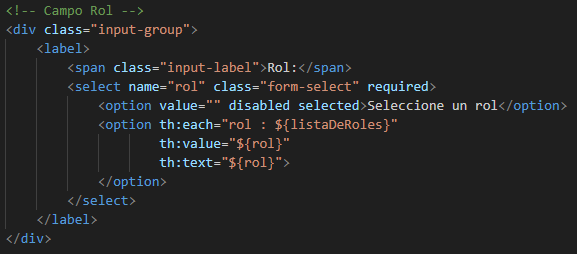 <!-- Campo Rol -->
<div class="input-group">
    <label>
        <span class="input-label">Rol:</span>
        <select name="rol" class="form-select" required>
            <option value="" disabled selected>Seleccione un rol</option>
            <option th:each="rol : ${listaDeRoles}"
                    th:value="${rol}"
                    th:text="${rol}">
            </option>
        </select>
    </label>
</div>